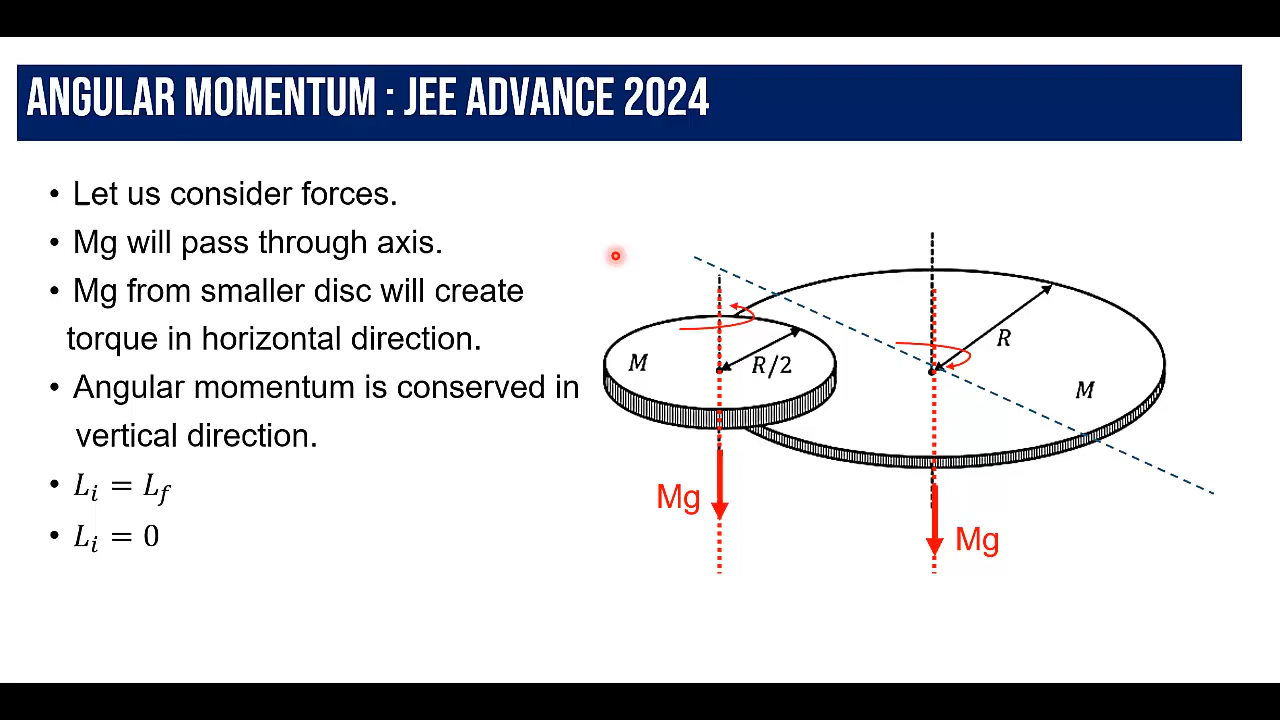 ANGULAR MOMENTUM : JEE ADVANCE 2024
• Let us consider forces.
• Mg will pass through axis.
• Mg from smaller disc will create
torque in horizontal direction.
• Angular momentum is conserved in
vertical direction.
• L_i = L_f
• L_i = 0
M
R/2
R
M
Mg
Mg